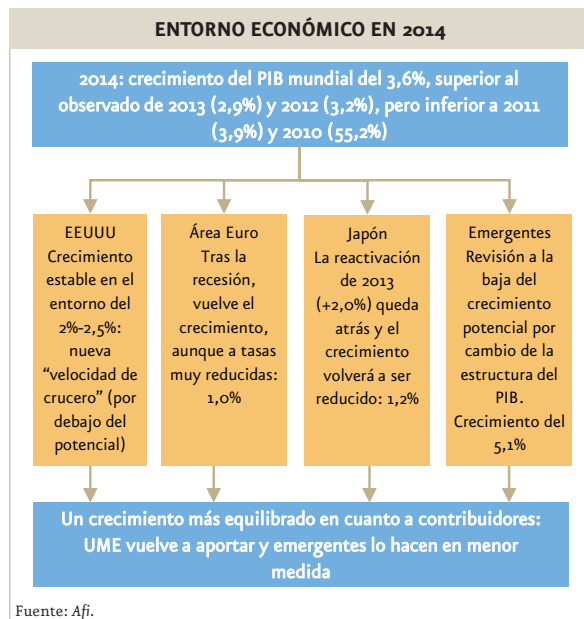 ENTORNO ECONÓMICO EN 2014
2014: crecimiento del PIB mundial del 3,6%, superior al
observado de 2013 (2,9%) y 2012 (3,2%), pero inferior a 2011
(3,9%) y 2010 (55,2%)
EEUUU
Crecimiento
estable en el
entorno del
2%-2,5%:
nueva
“velocidad de
crucero” (por
debajo del
potencial)
Área Euro
Tras la
recesión,
vuelve el
crecimiento,
aunque a tasas
muy reducidas:
1,0%
Japón
La reactivación
de 2013
(+2,0%) queda
atrás y el
crecimiento
volverá a ser
reducido: 1,2%
Emergentes
Revisión a la
baja del
crecimiento
potencial por
cambio de la
estructura del
PIB.
Crecimiento del
5,1%
Un crecimiento más equilibrado en cuanto a contribuidores:
UME vuelve a aportar y emergentes lo hacen en menor
medida
Fuente: Afi.